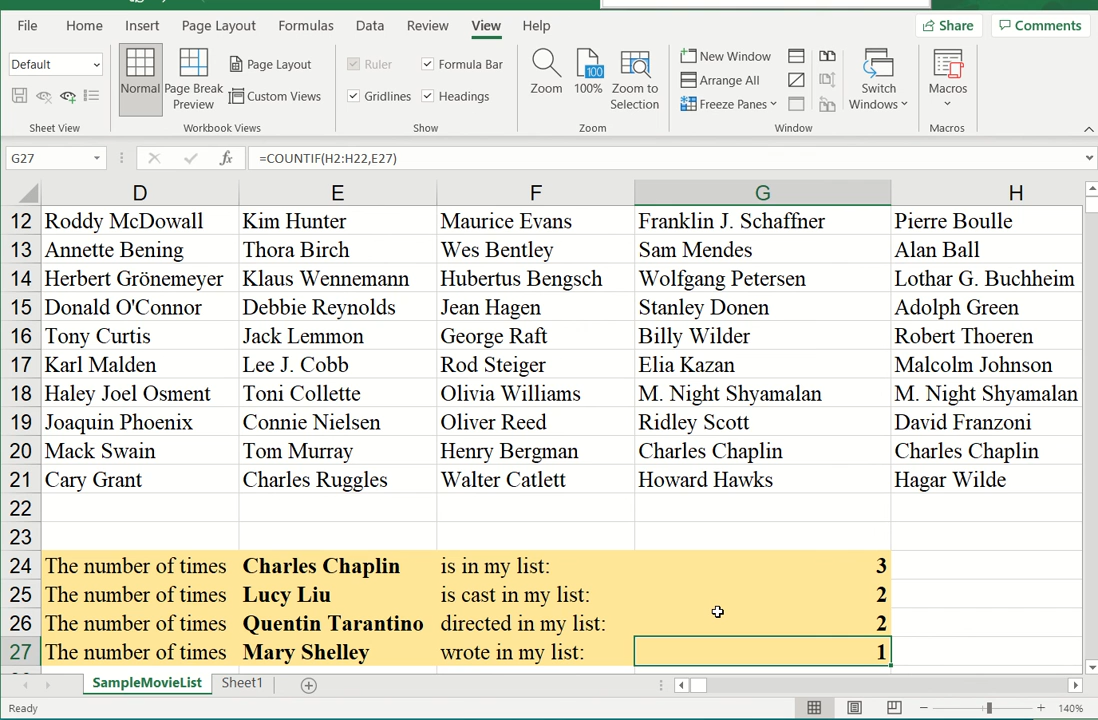 File Home Insert Page Layout Formulas Data Review View Help Share Comments
Default Normal Page Break Preview Page Layout Custom Views Ruler Gridlines Formula Bar Headings Zoom 100 100% Zoom to Selection New Window Arrange All Freeze Panes Switch Windows Macros
Sheet View Workbook Views Show Zoom Window Macros
G27 fx =COUNTIF(H2:H22,E27)
D E F G H
12 Roddy McDowall Kim Hunter Maurice Evans Franklin J. Schaffner Pierre Boulle
13 Annette Bening Thora Birch Wes Bentley Sam Mendes Alan Ball
14 Herbert Grönemeyer Klaus Wennemann Hubertus Bengsch Wolfgang Petersen Lothar G. Buchheim
15 Donald O'Connor Debbie Reynolds Jean Hagen Stanley Donen Adolph Green
16 Tony Curtis Jack Lemmon George Raft Billy Wilder Robert Thoeren
17 Karl Malden Lee J. Cobb Rod Steiger Elia Kazan Malcolm Johnson
18 Haley Joel Osment Toni Collette Olivia Williams M. Night Shyamalan M. Night Shyamalan
19 Joaquin Phoenix Connie Nielsen Oliver Reed Ridley Scott David Franzoni
20 Mack Swain Tom Murray Henry Bergman Charles Chaplin Charles Chaplin
21 Cary Grant Charles Ruggles Walter Catlett Howard Hawks Hagar Wilde
22
23
24 The number of times Charles Chaplin is in my list: 3
25 The number of times Lucy Liu is cast in my list: 2
26 The number of times Quentin Tarantino directed in my list: 2
27 The number of times Mary Shelley wrote in my list: 1
SampleMovieList Sheet1
Ready 140%